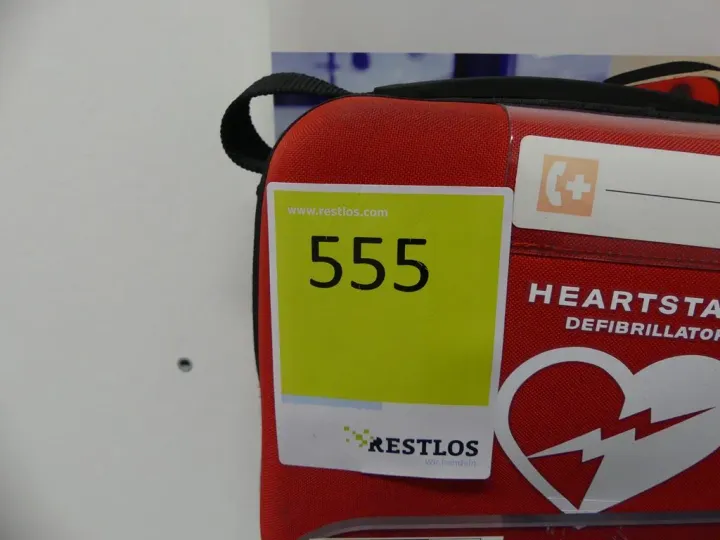 www.restlos.com
555
RESTLOS
HEARTSTA
DEFIBRILLATOR